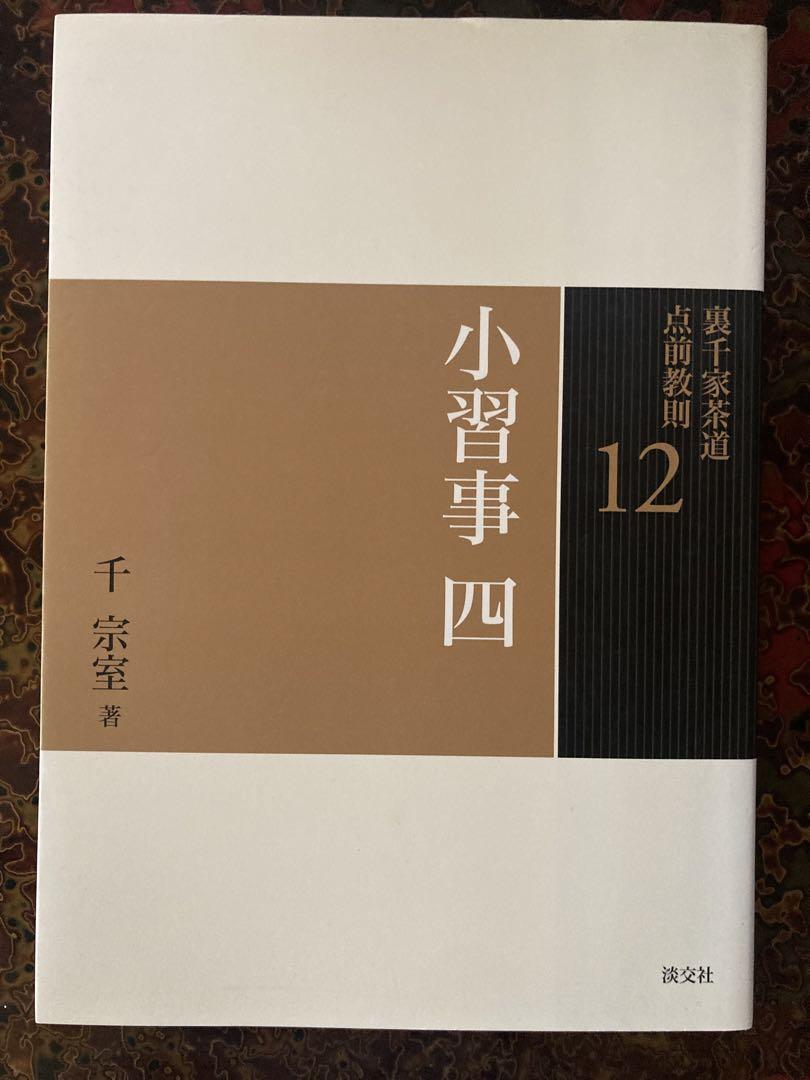 裏千家茶道
点前教則
12
小習事 四
千 宗室 著
淡交社